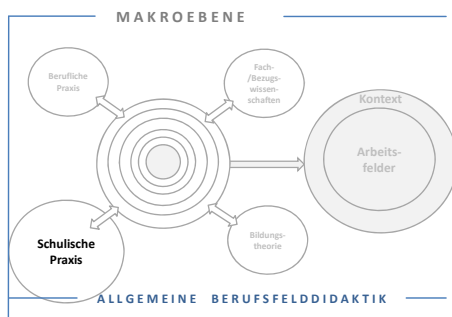 MAKROEBENE
Berufliche
Praxis
Fach-
/Bezugs-
wissen-
schaften
Kontext
Arbeits-
felder
Schulische
Praxis
Bildungs-
theorie
ALLGEMEINE BERUFSFELDDIDAKTIK